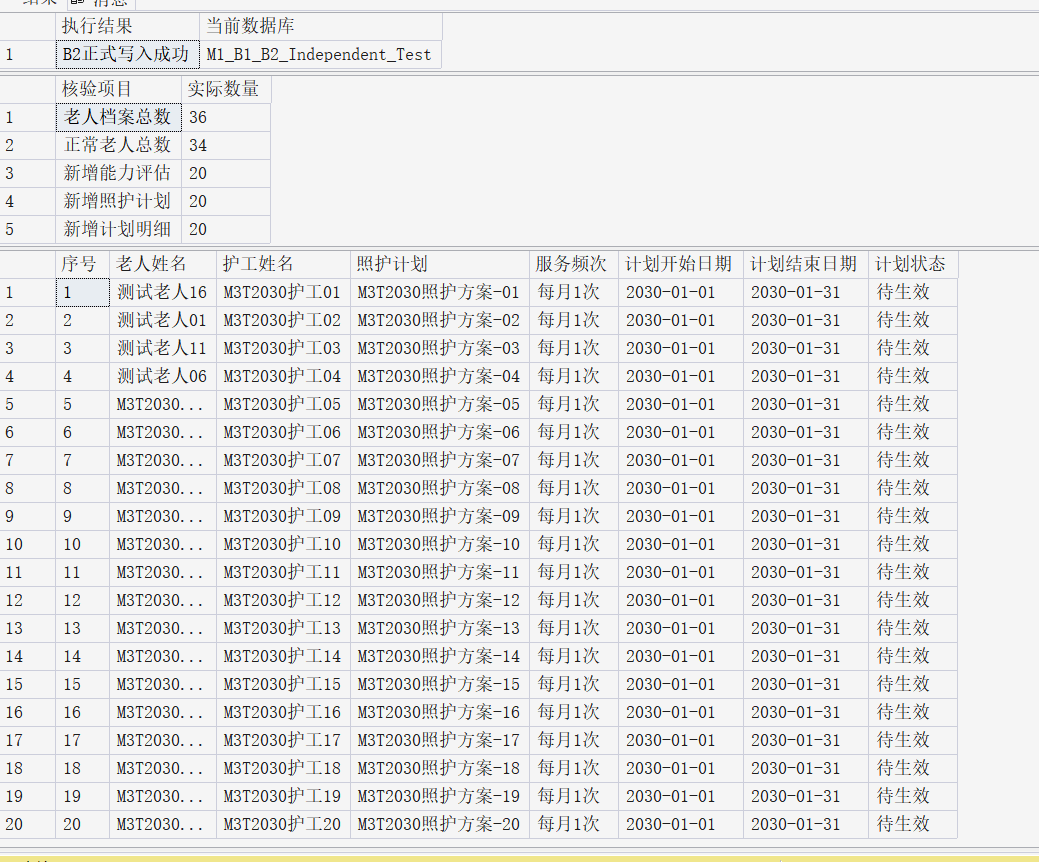 结果 消息
执行结果 当前数据库
1 B2正式写入成功 M1_B1_B2_Independent_Test
核验项目 实际数量
1 老人档案总数 36
2 正常老人总数 34
3 新增能力评估 20
4 新增照护计划 20
5 新增计划明细 20
序号 老人姓名 护工姓名 照护计划 服务频次 计划开始日期 计划结束日期 计划状态
1 1 测试老人16 M3T2030护工01 M3T2030照护方案-01 每月1次 2030-01-01 2030-01-31 待生效
2 2 测试老人01 M3T2030护工02 M3T2030照护方案-02 每月1次 2030-01-01 2030-01-31 待生效
3 3 测试老人11 M3T2030护工03 M3T2030照护方案-03 每月1次 2030-01-01 2030-01-31 待生效
4 4 测试老人06 M3T2030护工04 M3T2030照护方案-04 每月1次 2030-01-01 2030-01-31 待生效
5 5 M3T2030... M3T2030护工05 M3T2030照护方案-05 每月1次 2030-01-01 2030-01-31 待生效
6 6 M3T2030... M3T2030护工06 M3T2030照护方案-06 每月1次 2030-01-01 2030-01-31 待生效
7 7 M3T2030... M3T2030护工07 M3T2030照护方案-07 每月1次 2030-01-01 2030-01-31 待生效
8 8 M3T2030... M3T2030护工08 M3T2030照护方案-08 每月1次 2030-01-01 2030-01-31 待生效
9 9 M3T2030... M3T2030护工09 M3T2030照护方案-09 每月1次 2030-01-01 2030-01-31 待生效
10 10 M3T2030... M3T2030护工10 M3T2030照护方案-10 每月1次 2030-01-01 2030-01-31 待生效
11 11 M3T2030... M3T2030护工11 M3T2030照护方案-11 每月1次 2030-01-01 2030-01-31 待生效
12 12 M3T2030... M3T2030护工12 M3T2030照护方案-12 每月1次 2030-01-01 2030-01-31 待生效
13 13 M3T2030... M3T2030护工13 M3T2030照护方案-13 每月1次 2030-01-01 2030-01-31 待生效
14 14 M3T2030... M3T2030护工14 M3T2030照护方案-14 每月1次 2030-01-01 2030-01-31 待生效
15 15 M3T2030... M3T2030护工15 M3T2030照护方案-15 每月1次 2030-01-01 2030-01-31 待生效
16 16 M3T2030... M3T2030护工16 M3T2030照护方案-16 每月1次 2030-01-01 2030-01-31 待生效
17 17 M3T2030... M3T2030护工17 M3T2030照护方案-17 每月1次 2030-01-01 2030-01-31 待生效
18 18 M3T2030... M3T2030护工18 M3T2030照护方案-18 每月1次 2030-01-01 2030-01-31 待生效
19 19 M3T2030... M3T2030护工19 M3T2030照护方案-19 每月1次 2030-01-01 2030-01-31 待生效
20 20 M3T2030... M3T2030护工20 M3T2030照护方案-20 每月1次 2030-01-01 2030-01-31 待生效